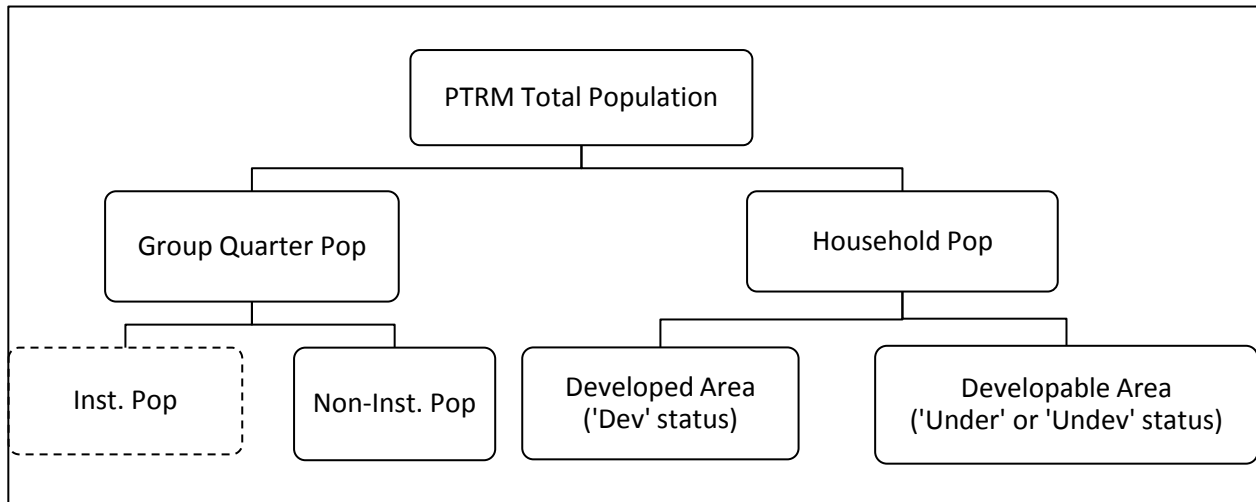 PTRM Total Population
Group Quarter Pop
Household Pop
Inst. Pop
Non-Inst. Pop
Developed Area
('Dev' status)
Developable Area
('Under' or 'Undev' status)